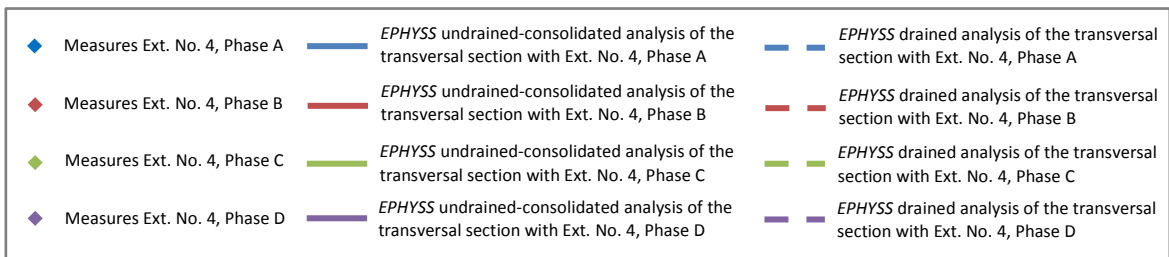 Measures Ext. No. 4, Phase A
EPHYSS undrained-consolidated analysis of the
transversal section with Ext. No. 4, Phase A
EPHYSS drained analysis of the transversal
section with Ext. No. 4, Phase A
Measures Ext. No. 4, Phase B
EPHYSS undrained-consolidated analysis of the
transversal section with Ext. No. 4, Phase B
EPHYSS drained analysis of the transversal
section with Ext. No. 4, Phase B
Measures Ext. No. 4, Phase C
EPHYSS undrained-consolidated analysis of the
transversal section with Ext. No. 4, Phase C
EPHYSS drained analysis of the transversal
section with Ext. No. 4, Phase C
Measures Ext. No. 4, Phase D
EPHYSS undrained-consolidated analysis of the
transversal section with Ext. No. 4, Phase D
EPHYSS drained analysis of the transversal
section with Ext. No. 4, Phase D